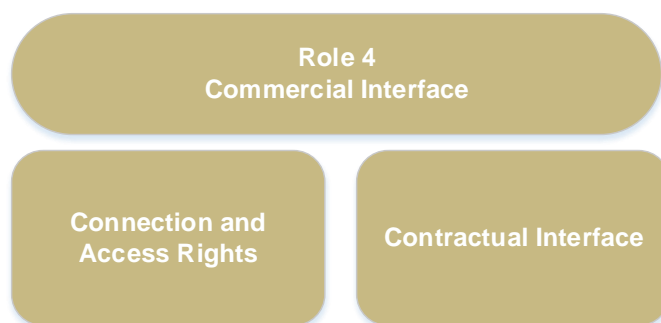 Role 4
Commercial Interface
Connection and
Access Rights
Contractual Interface